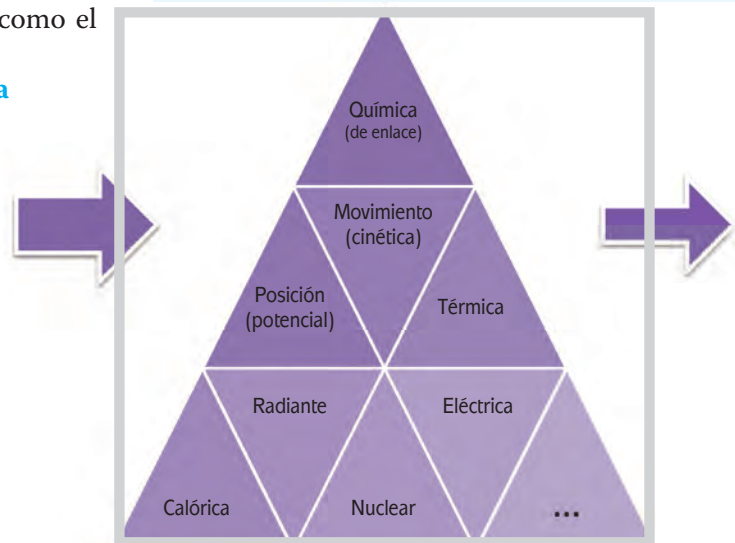 como el
a
Química
(de enlace)
Movimiento
(cinética)
Posición
(potencial)
Térmica
Radiante
Eléctrica
Calórica
Nuclear
...